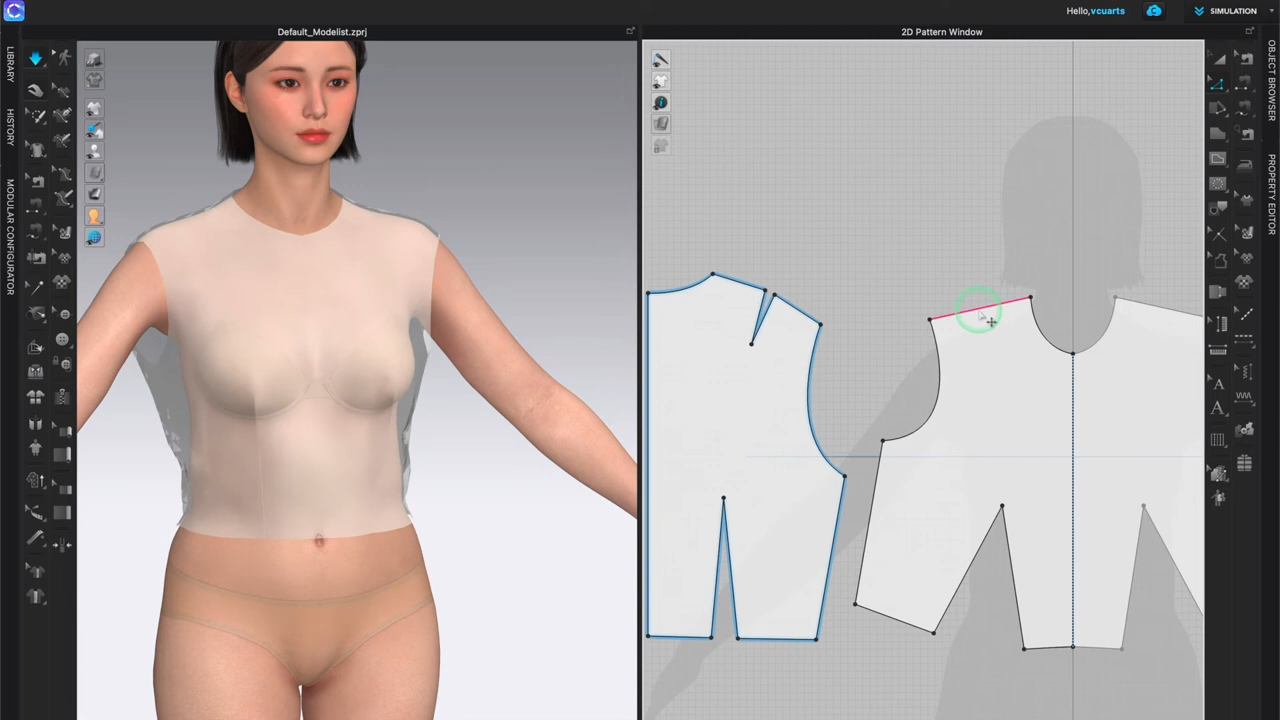 Hello,vcuarts
SIMULATION
Default_Modelist.zprj
2D Pattern Window
LIBRARY
HISTORY
MODULAR CONFIGURATOR
OBJECT BROWSER
PROPERTY EDITOR